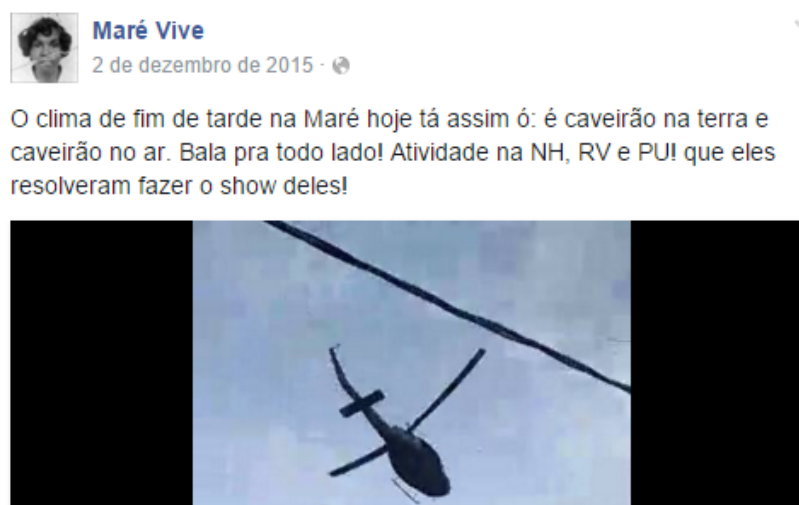 Maré Vive
2 de dezembro de 2015 ·
O clima de fim de tarde na Maré hoje tá assim ó: é caveirão na terra e
caveirão no ar. Bala pra todo lado! Atividade na NH, RV e PU! que eles
resolveram fazer o show deles!